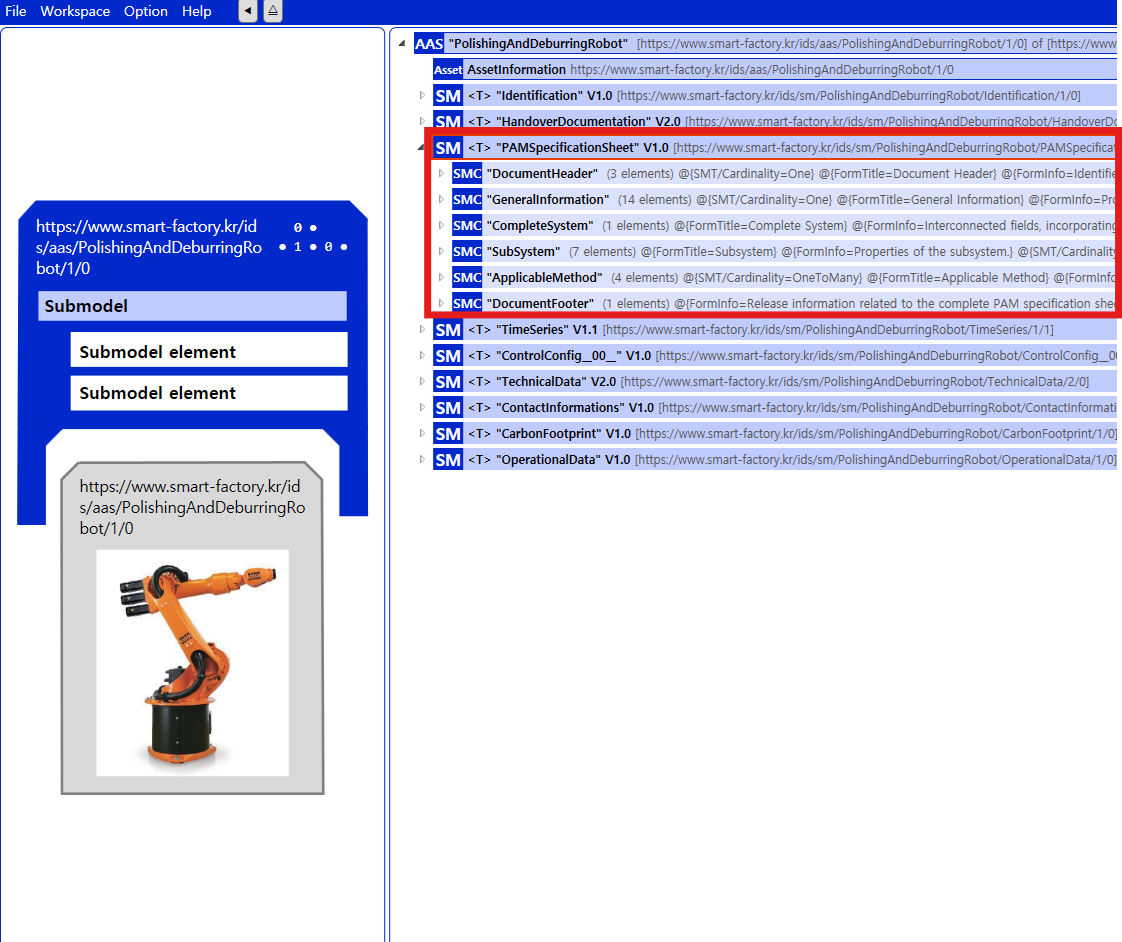 File Workspace Option Help
https://www.smart-factory.kr/id
s/aas/PolishingAndDeburringRo
bot/1/0
0 •
• 1 • 0 •
Submodel
Submodel element
Submodel element
https://www.smart-factory.kr/id
s/aas/PolishingAndDeburringRo
bot/1/0
AAS "PolishingAndDeburringRobot" [https://www.smart-factory.kr/ids/aas/PolishingAndDeburringRobot/1/0] of [https://www
Asset AssetInformation https://www.smart-factory.kr/ids/aas/PolishingAndDeburringRobot/1/0
SM <T> "Identification" V1.0 [https://www.smart-factory.kr/ids/sm/PolishingAndDeburringRobot/Identification/1/0]
SM <T> "HandoverDocumentation" V2.0 [https://www.smart-factory.kr/ids/sm/PolishingAndDeburringRobot/HandoverDo
SM <T> "PAMSpecificationSheet" V1.0 [https://www.smart-factory.kr/ids/sm/PolishingAndDeburringRobot/PAMSpecificat
SMC "DocumentHeader" (3 elements) @{SMT/Cardinality=One} @{FormTitle=Document Header} @{FormInfo=Identifie
SMC "GeneralInformation" (14 elements) @{SMT/Cardinality=One} @{FormTitle=General Information} @{FormInfo=Pro
SMC "CompleteSystem" (1 elements) @{FormTitle=Complete System} @{FormInfo=Interconnected fields, incorporating
SMC "SubSystem" (7 elements) @{FormTitle=Subsystem} @{FormInfo=Properties of the subsystem.} @{SMT/Cardinality=
SMC "ApplicableMethod" (4 elements) @{SMT/Cardinality=OneToMany} @{FormTitle=Applicable Method} @{FormInfo
SMC "DocumentFooter" (1 elements) @{FormInfo=Release information related to the complete PAM specification shee
SM <T> "TimeSeries" V1.1 [https://www.smart-factory.kr/ids/sm/PolishingAndDeburringRobot/TimeSeries/1/1]
SM <T> "ControlConfig__00__" V1.0 [https://www.smart-factory.kr/ids/sm/PolishingAndDeburringRobot/ControlConfig__00
SM <T> "TechnicalData" V2.0 [https://www.smart-factory.kr/ids/sm/PolishingAndDeburringRobot/TechnicalData/2/0]
SM <T> "ContactInformations" V1.0 [https://www.smart-factory.kr/ids/sm/PolishingAndDeburringRobot/ContactInformati
SM <T> "CarbonFootprint" V1.0 [https://www.smart-factory.kr/ids/sm/PolishingAndDeburringRobot/CarbonFootprint/1/0]
SM <T> "OperationalData" V1.0 [https://www.smart-factory.kr/ids/sm/PolishingAndDeburringRobot/OperationalData/1/0]